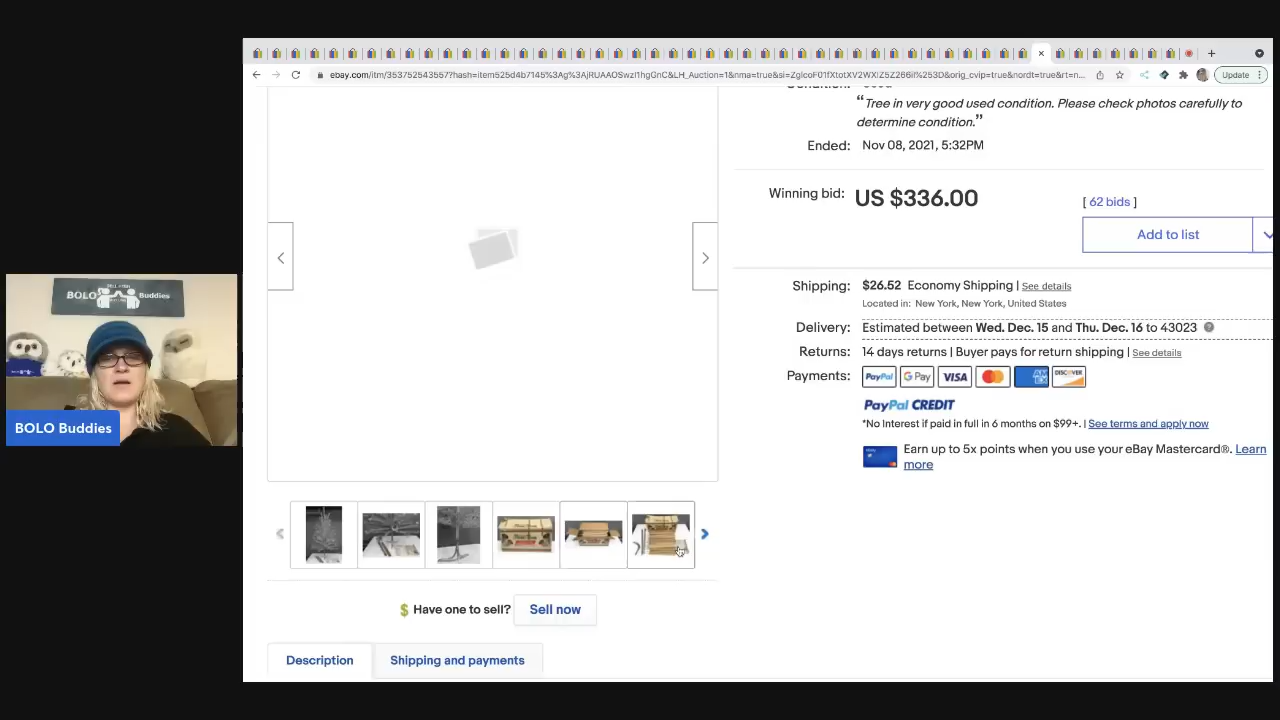 ebay.com/itm/353752543557?hash=item525d4b7145%3Ag%3AjRUAAOSwzI1hgGnC&LH_Auction=1&nma=true&si=ZglcoF01fXtotXV2WXIZ5Z266iI%253D&orig_cvip=true&nordt=true&rt=n...
Update
"Tree in very good used condition. Please check photos carefully to
determine condition."
Ended: Nov 08, 2021, 5:32PM
Winning bid: US $336.00
[ 62 bids ]
Add to list
Shipping: $26.52 Economy Shipping | See details
Located in: New York, New York, United States
Delivery: Estimated between Wed. Dec. 15 and Thu. Dec. 16 to 43023
Returns: 14 days returns | Buyer pays for return shipping | See details
Payments: PayPal G Pay VISA AM EX DISCOVER
PayPal CREDIT
*No Interest if paid in full in 6 months on $99+. | See terms and apply now
Earn up to 5x points when you use your eBay Mastercard®. Learn
more
BOLO Buddies
BOLO Buddies
$ Have one to sell? Sell now
Description
Shipping and payments